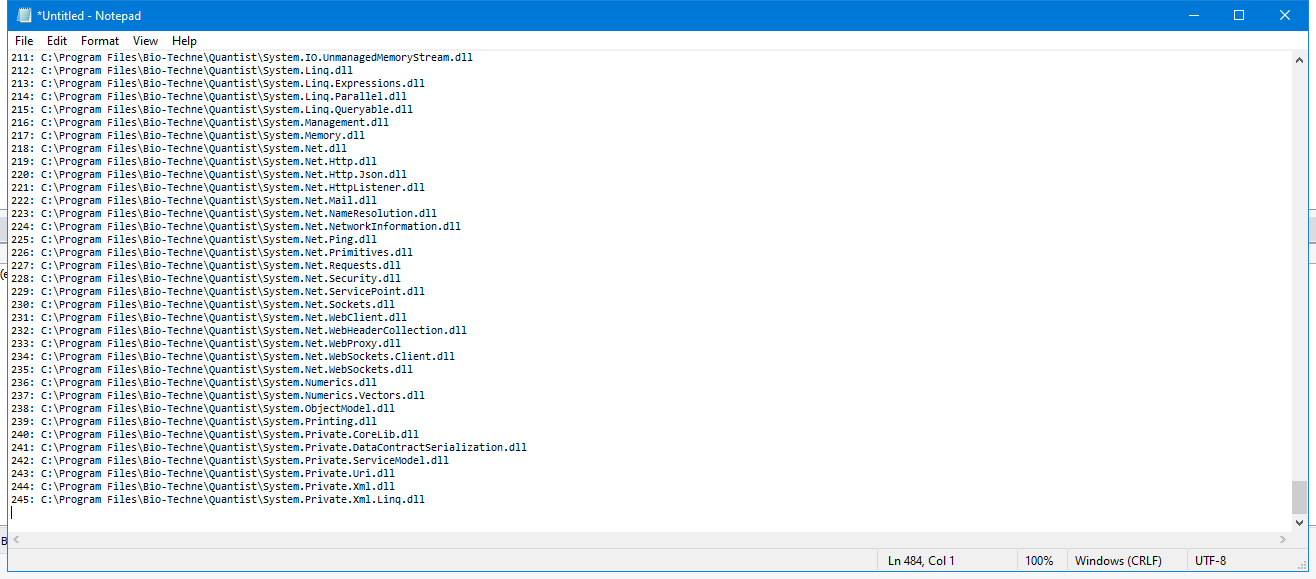 *Untitled - Notepad
File Edit Format View Help
211: C:\Program Files\Bio-Techne\Quantist\System.IO.UnmanagedMemoryStream.dll
212: C:\Program Files\Bio-Techne\Quantist\System.Linq.dll
213: C:\Program Files\Bio-Techne\Quantist\System.Linq.Expressions.dll
214: C:\Program Files\Bio-Techne\Quantist\System.Linq.Parallel.dll
215: C:\Program Files\Bio-Techne\Quantist\System.Linq.Queryable.dll
216: C:\Program Files\Bio-Techne\Quantist\System.Management.dll
217: C:\Program Files\Bio-Techne\Quantist\System.Memory.dll
218: C:\Program Files\Bio-Techne\Quantist\System.Net.dll
219: C:\Program Files\Bio-Techne\Quantist\System.Net.Http.dll
220: C:\Program Files\Bio-Techne\Quantist\System.Net.Http.Json.dll
221: C:\Program Files\Bio-Techne\Quantist\System.Net.HttpListener.dll
222: C:\Program Files\Bio-Techne\Quantist\System.Net.Mail.dll
223: C:\Program Files\Bio-Techne\Quantist\System.Net.NameResolution.dll
224: C:\Program Files\Bio-Techne\Quantist\System.Net.NetworkInformation.dll
225: C:\Program Files\Bio-Techne\Quantist\System.Net.Ping.dll
226: C:\Program Files\Bio-Techne\Quantist\System.Net.Primitives.dll
227: C:\Program Files\Bio-Techne\Quantist\System.Net.Requests.dll
228: C:\Program Files\Bio-Techne\Quantist\System.Net.Security.dll
229: C:\Program Files\Bio-Techne\Quantist\System.Net.ServicePoint.dll
230: C:\Program Files\Bio-Techne\Quantist\System.Net.Sockets.dll
231: C:\Program Files\Bio-Techne\Quantist\System.Net.WebClient.dll
232: C:\Program Files\Bio-Techne\Quantist\System.Net.WebHeaderCollection.dll
233: C:\Program Files\Bio-Techne\Quantist\System.Net.WebProxy.dll
234: C:\Program Files\Bio-Techne\Quantist\System.Net.WebSockets.Client.dll
235: C:\Program Files\Bio-Techne\Quantist\System.Net.WebSockets.dll
236: C:\Program Files\Bio-Techne\Quantist\System.Numerics.dll
237: C:\Program Files\Bio-Techne\Quantist\System.Numerics.Vectors.dll
238: C:\Program Files\Bio-Techne\Quantist\System.ObjectModel.dll
239: C:\Program Files\Bio-Techne\Quantist\System.Printing.dll
240: C:\Program Files\Bio-Techne\Quantist\System.Private.CoreLib.dll
241: C:\Program Files\Bio-Techne\Quantist\System.Private.DataContractSerialization.dll
242: C:\Program Files\Bio-Techne\Quantist\System.Private.ServiceModel.dll
243: C:\Program Files\Bio-Techne\Quantist\System.Private.Uri.dll
244: C:\Program Files\Bio-Techne\Quantist\System.Private.Xml.dll
245: C:\Program Files\Bio-Techne\Quantist\System.Private.Xml.Linq.dll
Ln 484, Col 1 100% Windows (CRLF) UTF-8